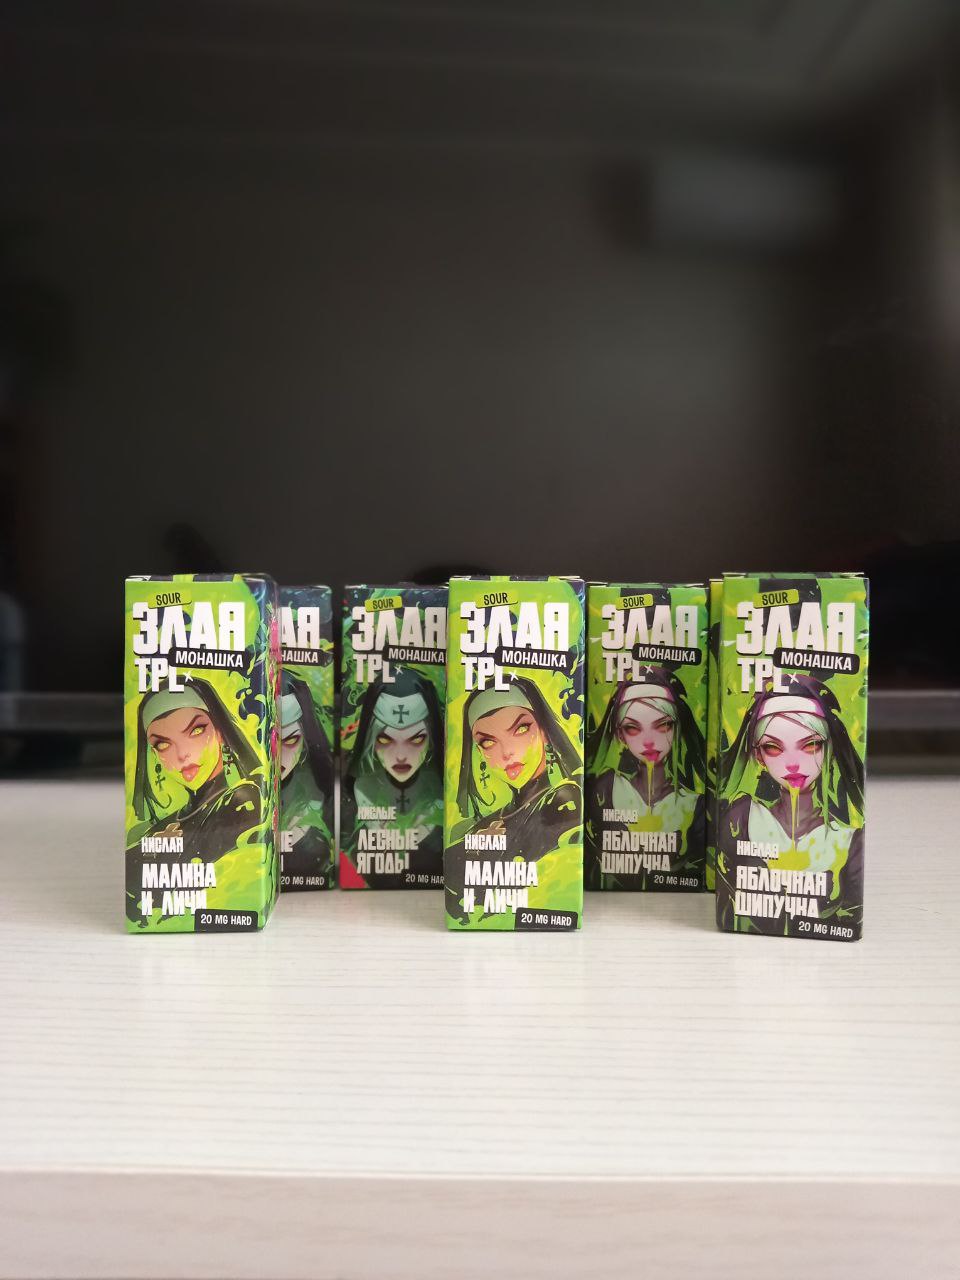 SOUR
ЗЛАЯ
МОНАШКА
TPL
КИСЛАЯ
МАЛИНА
И ЛИЧИ
20 MG HARD
20 MG HARD
SOUR
ЗЛАЯ
МОНАШКА
TPL
КИСЛЫЕ
ЛЕСНЫЕ
ЯГОДЫ
20 MG
SOUR
ЗЛАЯ
МОНАШКА
TPL
КИСЛАЯ
МАЛИНА
И ЛИЧИ
20 MG HARD
SOUR
ЗЛАЯ
МОНАШКА
TPL
КИСЛАЯ
ЯБЛОЧНАЯ
ШИПУЧКА
20 MG HARD
SOUR
ЗЛАЯ
МОНАШКА
TPL
КИСЛАЯ
ЯБЛОЧНАЯ
ШИПУЧКА
20 MG HARD